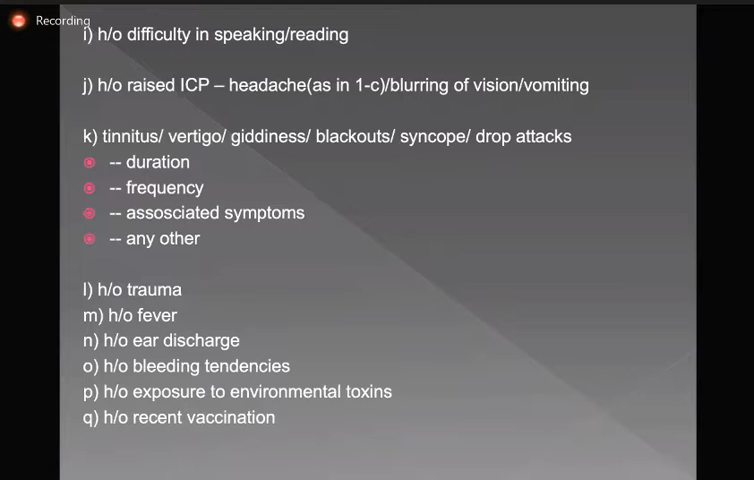 Recording
i) h/o difficulty in speaking/reading
j) h/o raised ICP – headache(as in 1-c)/blurring of vision/vomiting
k) tinnitus/ vertigo/ giddiness/ blackouts/ syncope/ drop attacks
-- duration
-- frequency
-- assosciated symptoms
-- any other
l) h/o trauma
m) h/o fever
n) h/o ear discharge
o) h/o bleeding tendencies
p) h/o exposure to environmental toxins
q) h/o recent vaccination